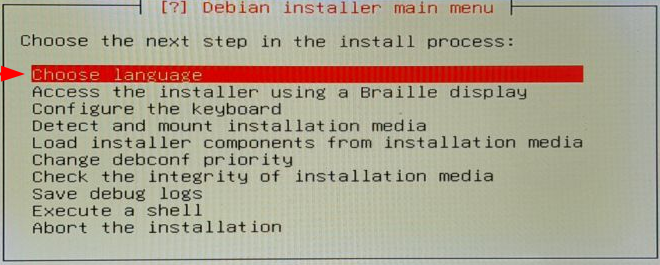 [?] Debian installer main menu
Choose the next step in the install process:
Choose language
Access the installer using a Braille display
Configure the keyboard
Detect and mount installation media
Load installer components from installation media
Change debconf priority
Check the integrity of installation media
Save debug logs
Execute a shell
Abort the installation